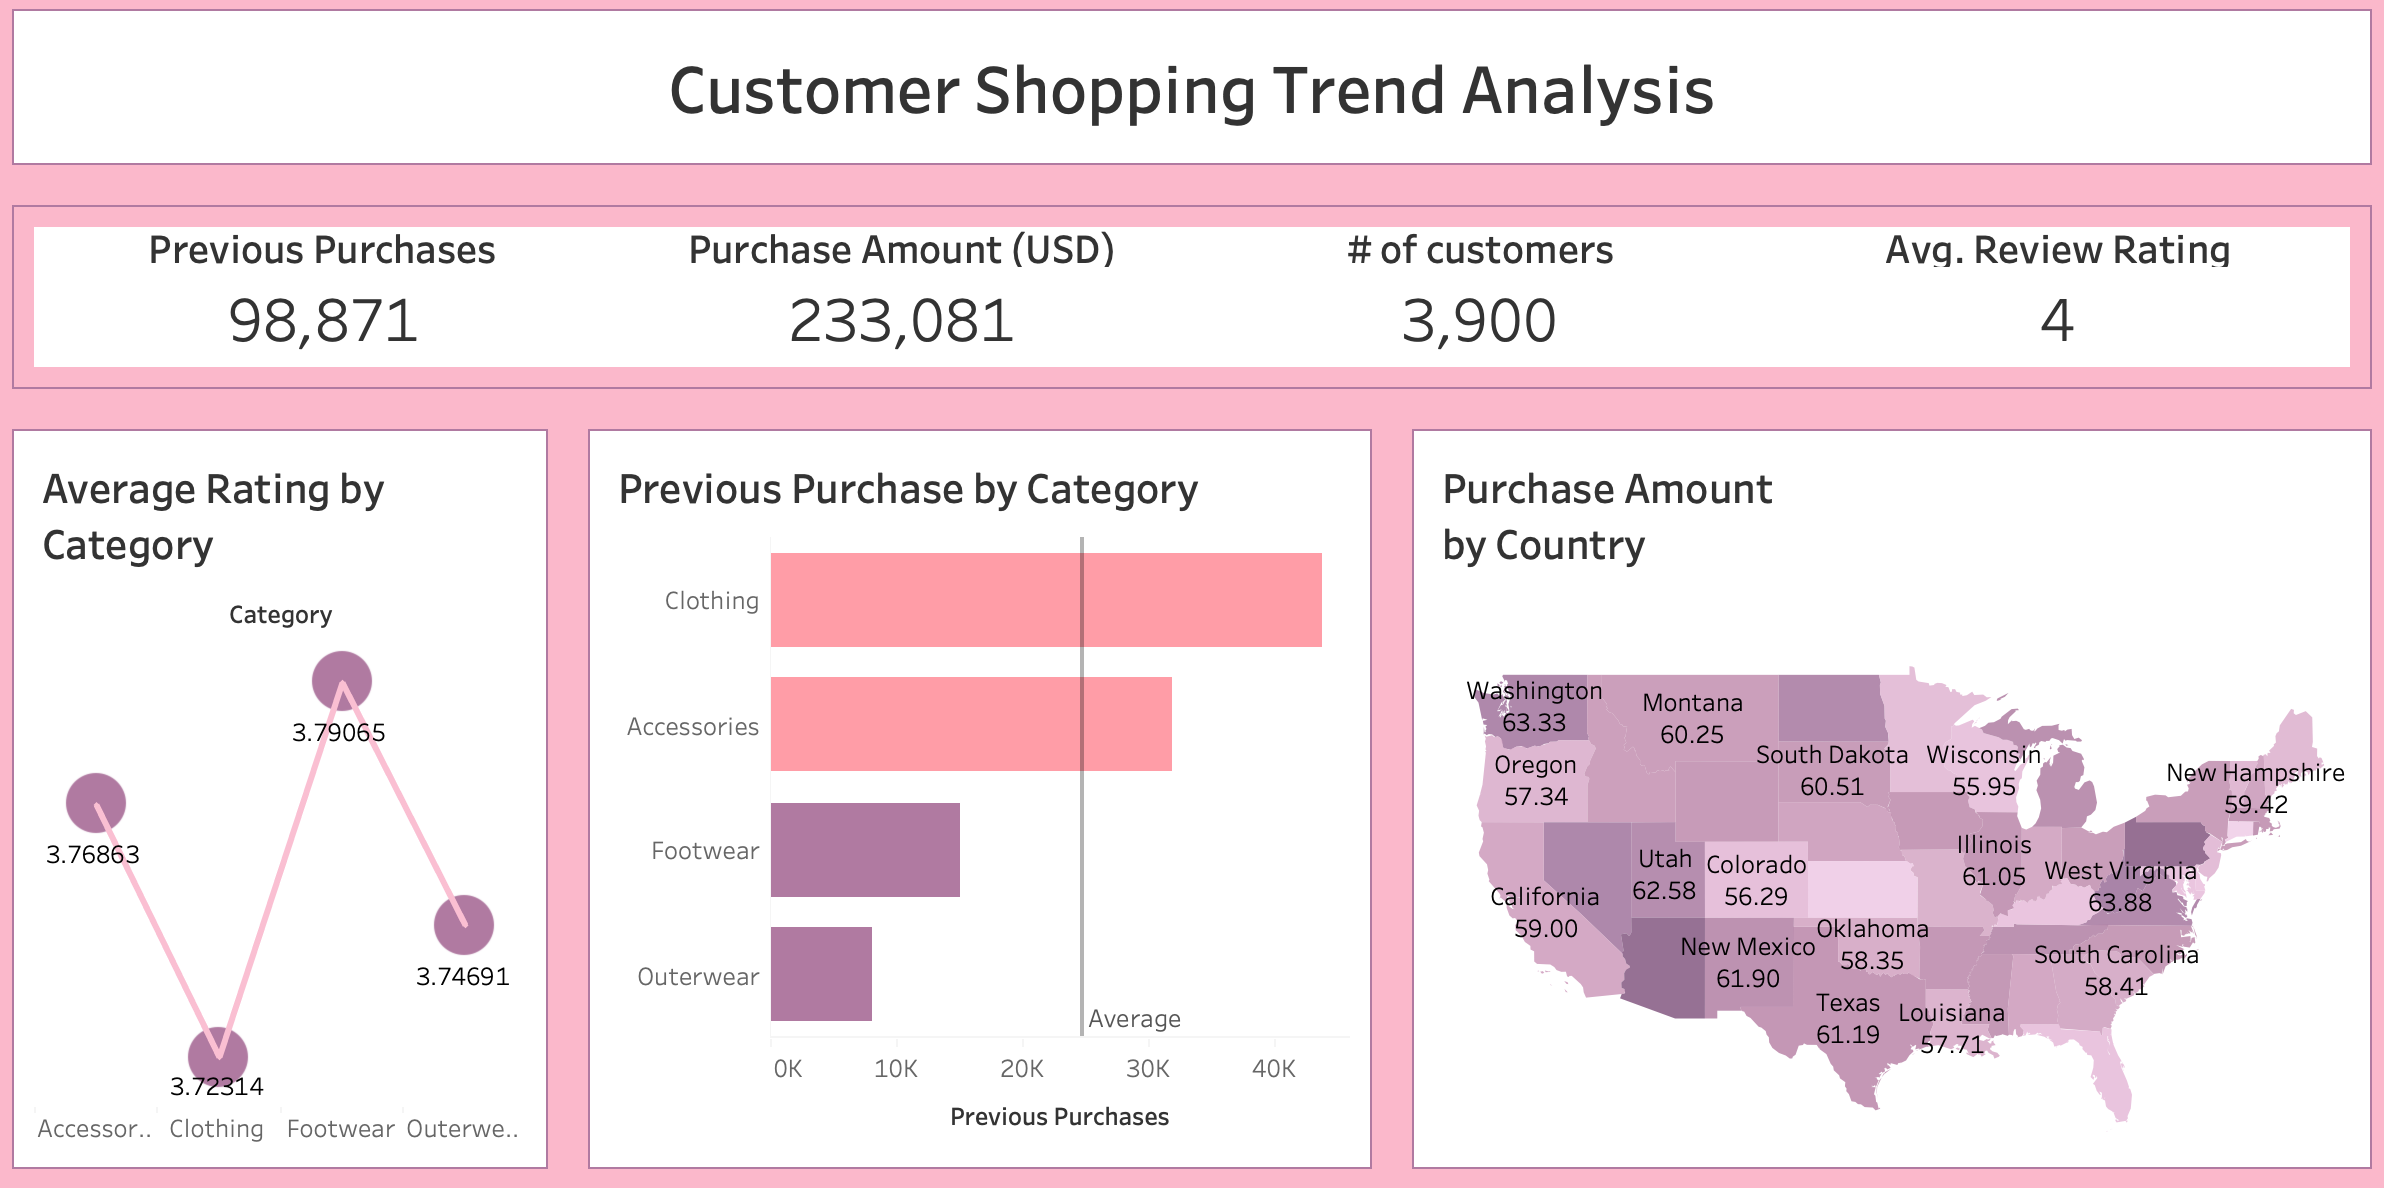 Customer Shopping Trend Analysis
Previous Purchases
98,871
Purchase Amount (USD)
233,081
# of customers
3,900
Avg. Review Rating
4
Average Rating by
Category
Category
3.79065
3.76863
3.74691
3.72314
Accessor..
Clothing
Footwear
Outerwe..
Previous Purchase by Category
Clothing
Accessories
Footwear
Outerwear
Average
0K
10K
20K
30K
40K
Previous Purchases
Purchase Amount
by Country
Washington
63.33
Montana
60.25
Oregon
57.34
South Dakota
60.51
Wisconsin
55.95
New Hampshire
59.42
Utah
62.58
Colorado
56.29
Illinois
61.05
West Virginia
63.88
California
59.00
New Mexico
61.90
Oklahoma
58.35
South Carolina
58.41
Texas
61.19
Louisiana
57.71